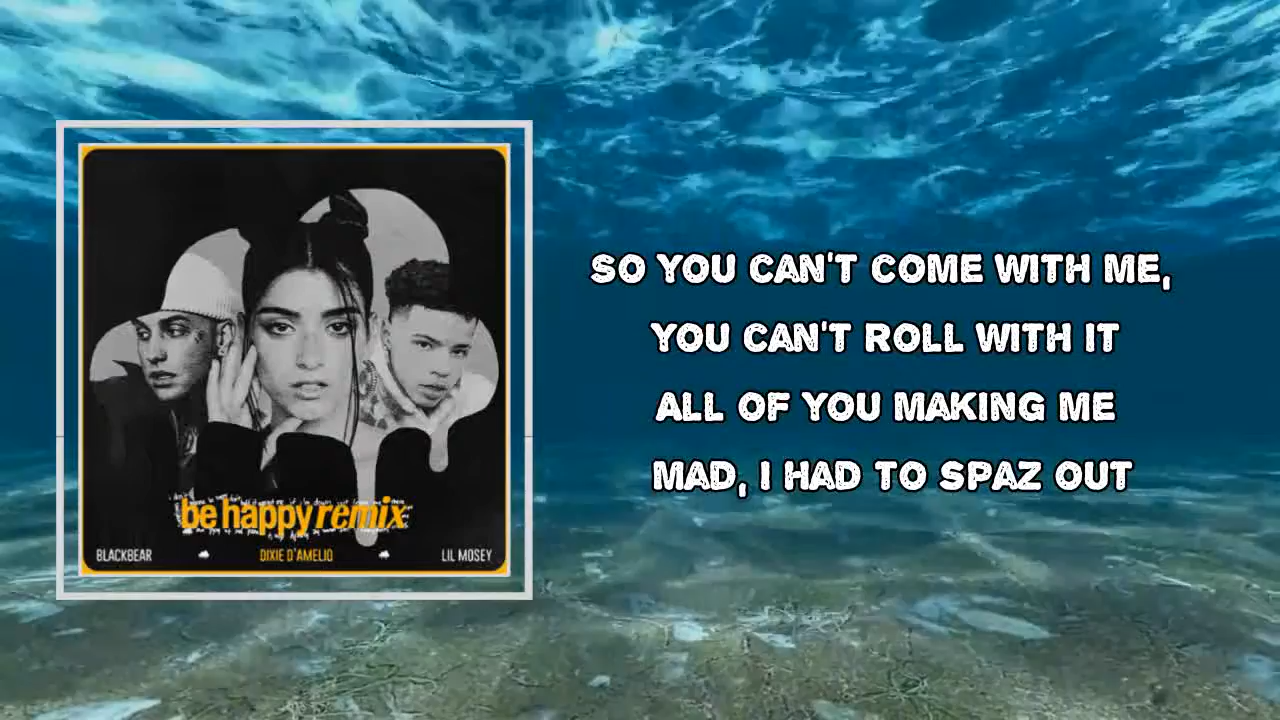 SO YOU CAN'T COME WITH ME,
YOU CAN'T ROLL WITH IT
ALL OF YOU MAKING ME
MAD, I HAD TO SPAZ OUT
be happy remix
BLACKBEAR DIXIE D'AMELIO LIL MOSEY